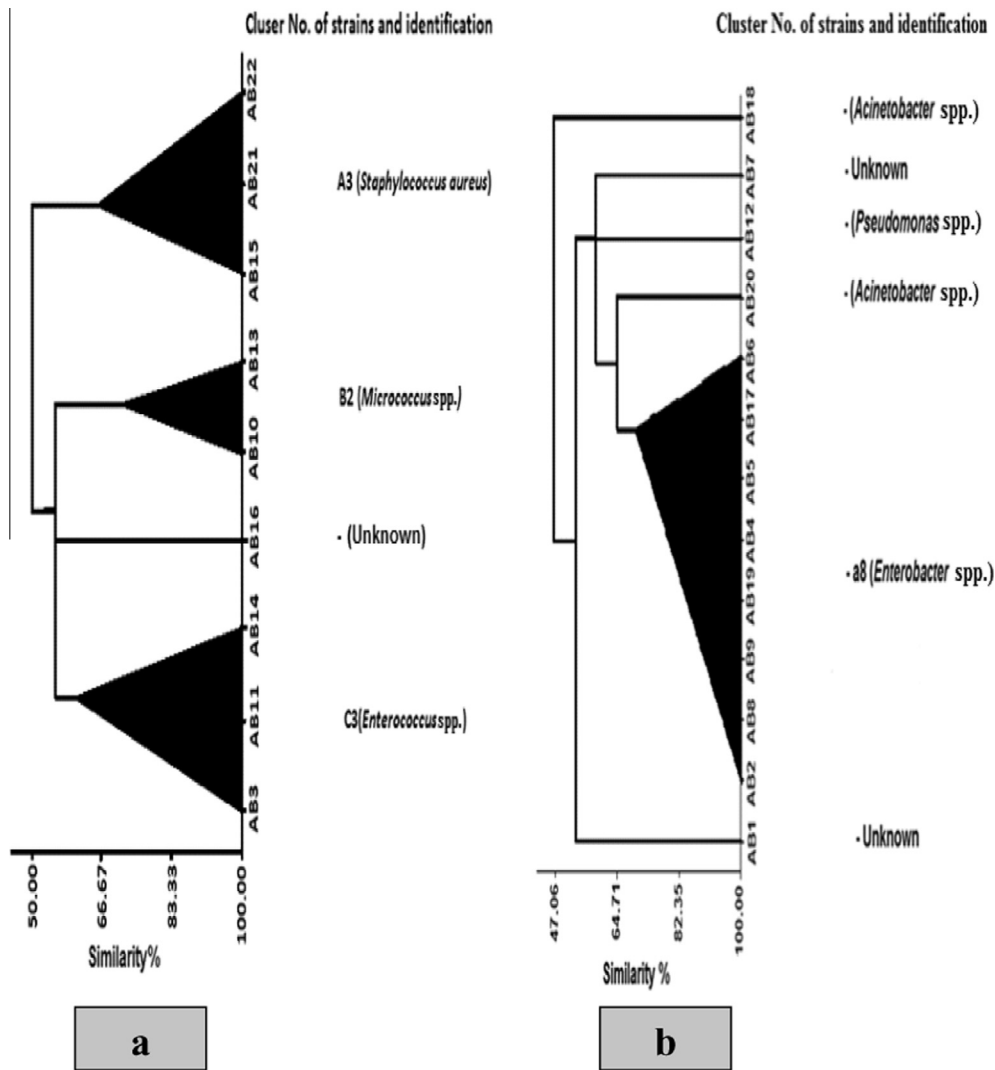 Cluser No. of strains and identification
AB22
AB21
AB15
AB13
AB10
AB16
AB14
AB11
AB3
A3 (Staphylococcus aureus)
B2 (Micrococcus spp.)
- (Unknown)
C3(Enterococcus spp.)
50.00
66.67
83.33
100.00
Similarity%
a
Cluster No. of strains and identification
AB18
AB7
AB12
AB20
AB6
AB17
AB5
AB4
AB19
AB9
AB8
AB2
AB1
- (Acinetobacter spp.)
- Unknown
- (Pseudomonas spp.)
- (Acinetobacter spp.)
- a8 (Enterobacter spp.)
- Unknown
47.06
64.71
82.35
100.00
Similarity %
b